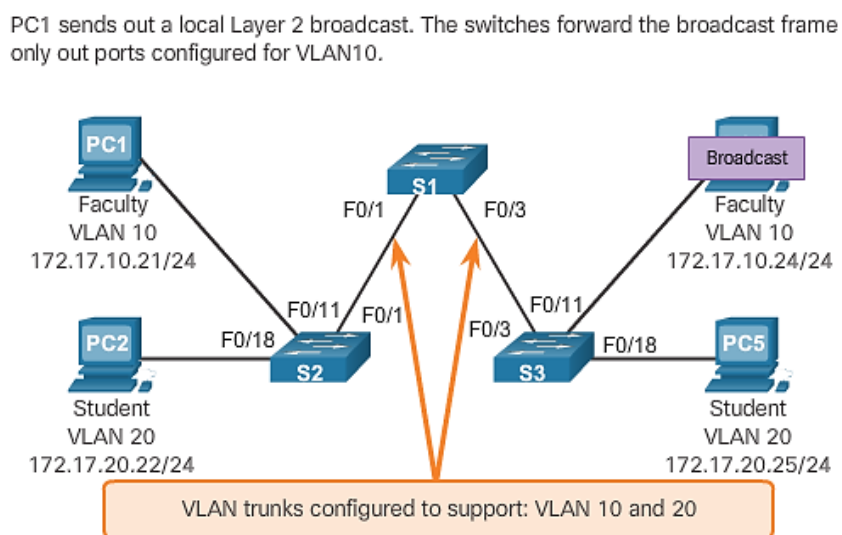 PC1 sends out a local Layer 2 broadcast. The switches forward the broadcast frame
only out ports configured for VLAN10.
PC1
Faculty
VLAN 10
172.17.10.21/24
S1
F0/1
F0/3
Broadcast
Faculty
VLAN 10
172.17.10.24/24
F0/11
F0/1
F0/18
S2
F0/3
F0/11
F0/18
S3
PC2
Student
VLAN 20
172.17.20.22/24
PC5
Student
VLAN 20
172.17.20.25/24
VLAN trunks configured to support: VLAN 10 and 20